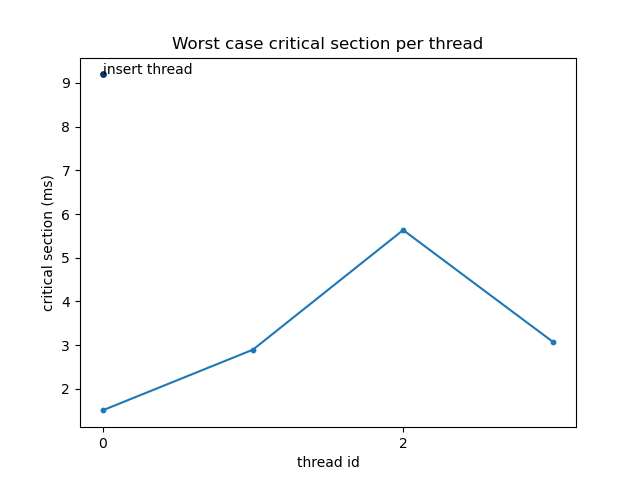 Worst case critical section per thread
insert thread
9
8
7
6
5
4
3
2
critical section (ms)
0
2
thread id